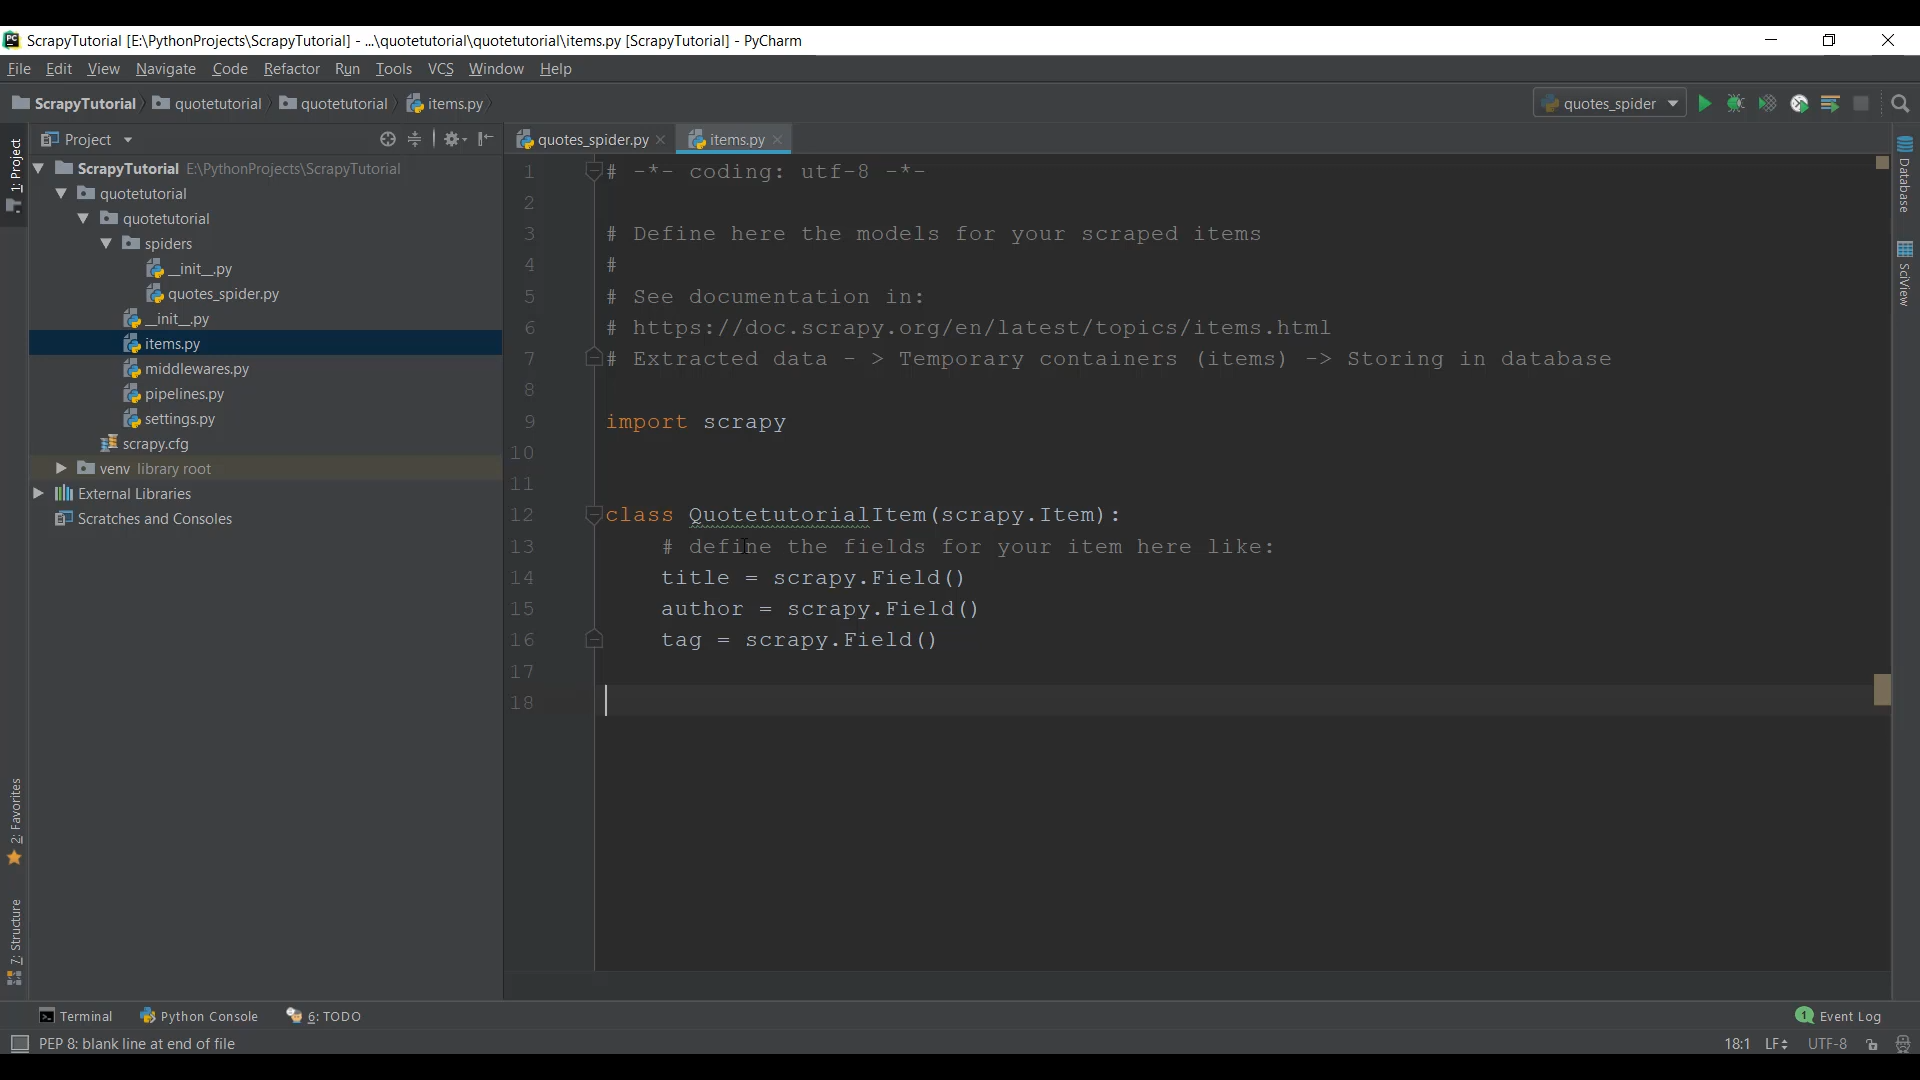 PC ScrapyTutorial [E:\PythonProjects\ScrapyTutorial] - ...\quotetutorial\quotetutorial\items.py [ScrapyTutorial] - PyCharm
File Edit View Navigate Code Refactor Run Tools VCS Window Help
ScrapyTutorial quotetutorial quotetutorial items.py quotes_spider
1: Project
Project
quotes_spider.py items.py
ScrapyTutorial E:\PythonProjects\ScrapyTutorial
quotetutorial
quotetutorial
spiders
__init__.py
quotes_spider.py
__init__.py
items.py
middlewares.py
pipelines.py
settings.py
scrapy.cfg
venv library root
External Libraries
Scratches and Consoles
1 # -*- coding: utf-8 -*-
2
3 # Define here the models for your scraped items
4 #
5 # See documentation in:
6 # https://doc.scrapy.org/en/latest/topics/items.html
7 # Extracted data - > Temporary containers (items) -> Storing in database
8
9 import scrapy
10
11
12 class QuotetutorialItem(scrapy.Item):
13 # define the fields for your item here like:
14 title = scrapy.Field()
15 author = scrapy.Field()
16 tag = scrapy.Field()
17
18
Database
SciView
2: Favorites
7: Structure
Terminal Python Console 6: TODO 1 Event Log
PEP 8: blank line at end of file 18:1 LF UTF-8